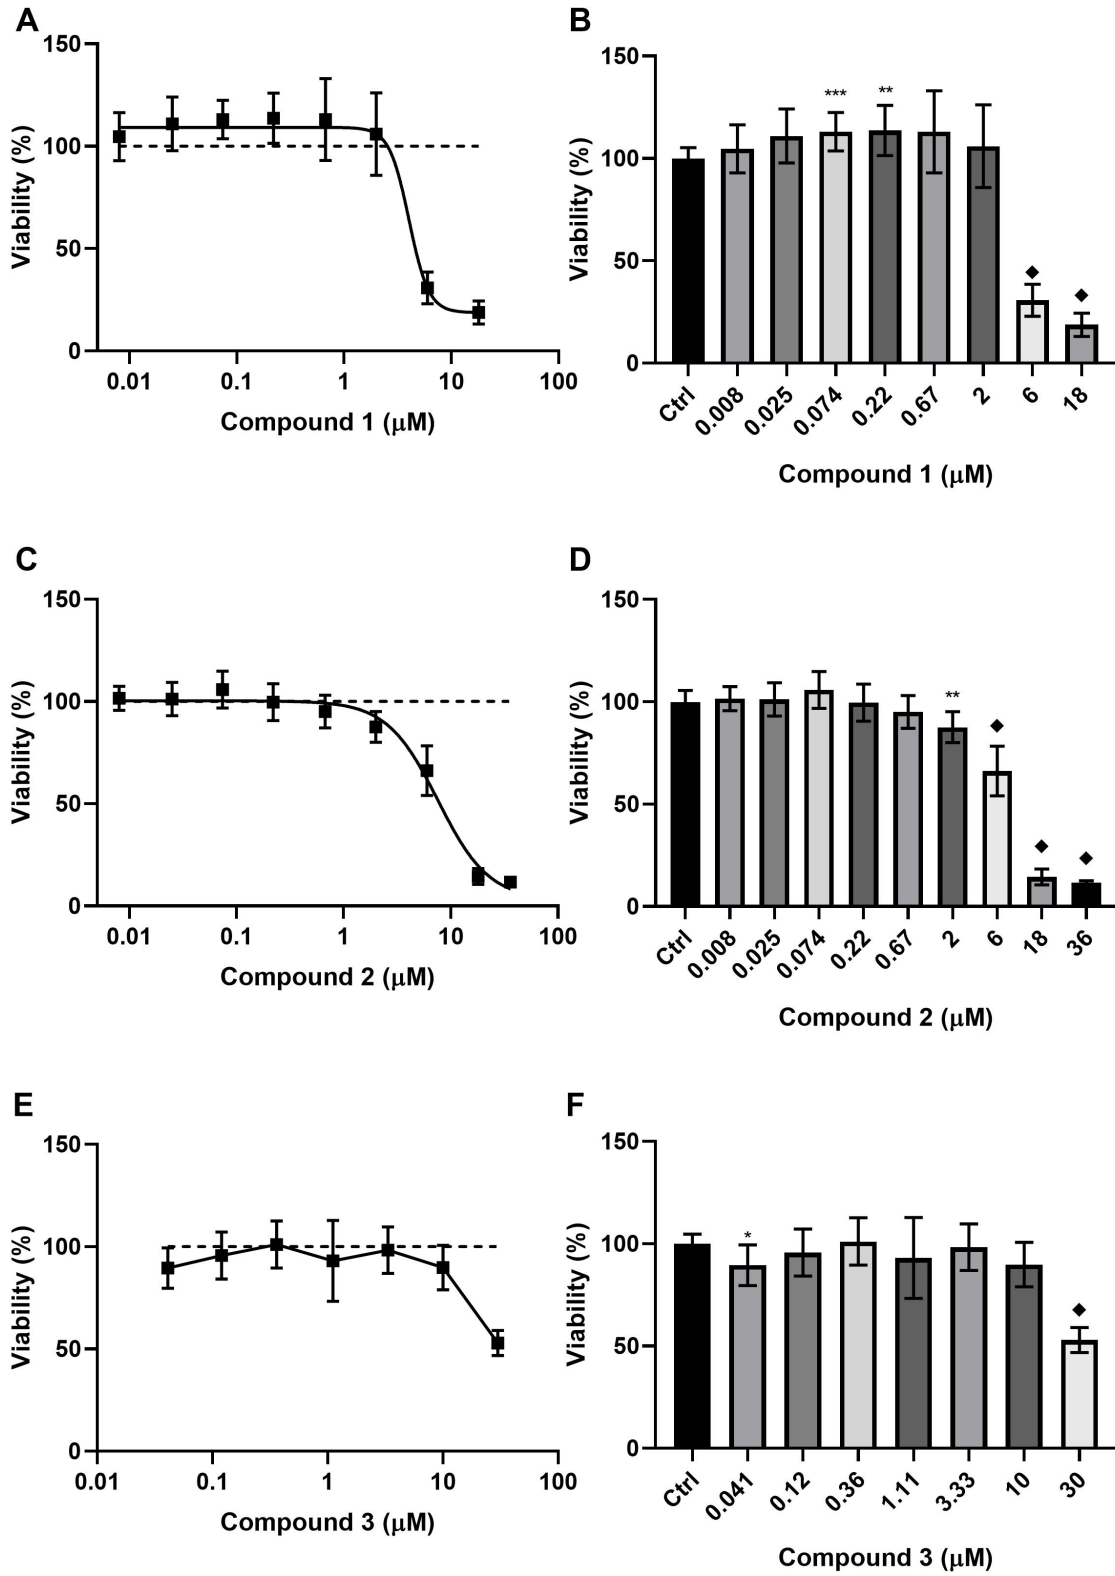 A
150
100
50
0
Viability (%)
0.01 0.1 1 10 100
Compound 1 (μM)
B
150
100
50
0
Viability (%)
*** **
◆ ◆
Ctrl 0.008 0.025 0.074 0.22 0.67 2 6 18
Compound 1 (μM)
C
150
100
50
0
Viability (%)
0.01 0.1 1 10 100
Compound 2 (μM)
D
150
100
50
0
Viability (%)
**
◆ ◆ ◆
Ctrl 0.008 0.025 0.074 0.22 0.67 2 6 18 36
Compound 2 (μM)
E
150
100
50
0
Viability (%)
0.01 0.1 1 10 100
Compound 3 (μM)
F
150
100
50
0
Viability (%)
*
◆
Ctrl 0.041 0.12 0.36 1.11 3.33 10 30
Compound 3 (μM)